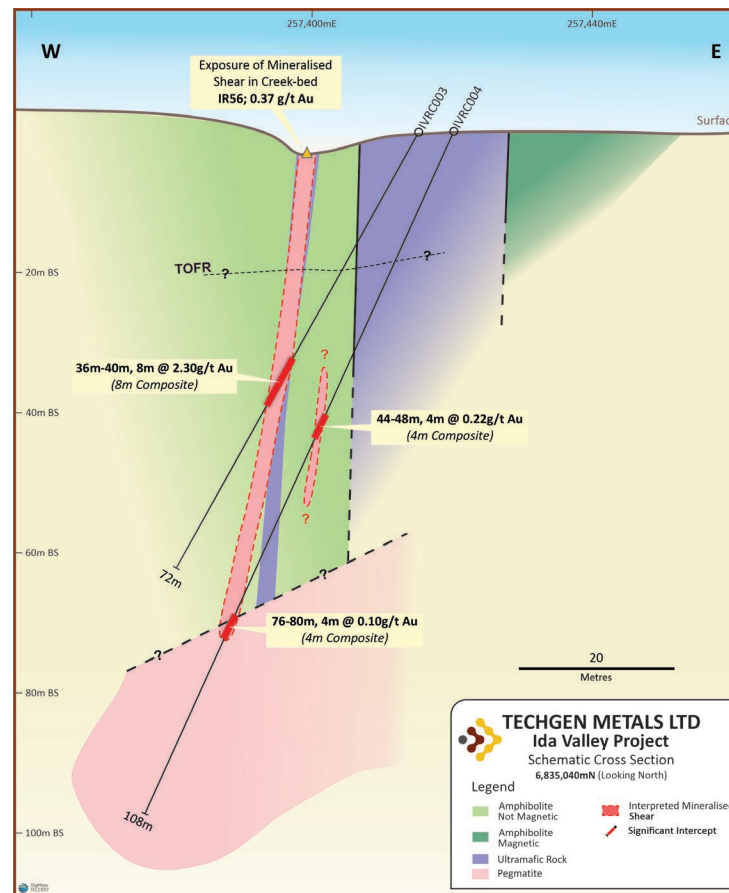 257,400mE
257,440mE
W
E
Exposure of Mineralised
Shear in Creek-bed
IR56; 0.37 g/t Au
IVRC003
IVRC004
Surfac
TOFR
?
?
20m BS
36m-40m, 8m @ 2.30g/t Au
(8m Composite)
?
40m BS
44-48m, 4m @ 0.22g/t Au
(4m Composite)
?
60m BS
72m
?
76-80m, 4m @ 0.10g/t Au
(4m Composite)
?
20
Metres
80m BS
108m
100m BS
TECHGEN METALS LTD
Ida Valley Project
Schematic Cross Section
6,835,040mN (Looking North)
Legend
Amphibolite
Not Magnetic
Amphibolite
Magnetic
Ultramafic Rock
Pegmatite
Interpreted Mineralise
Shear
Significant Intercept